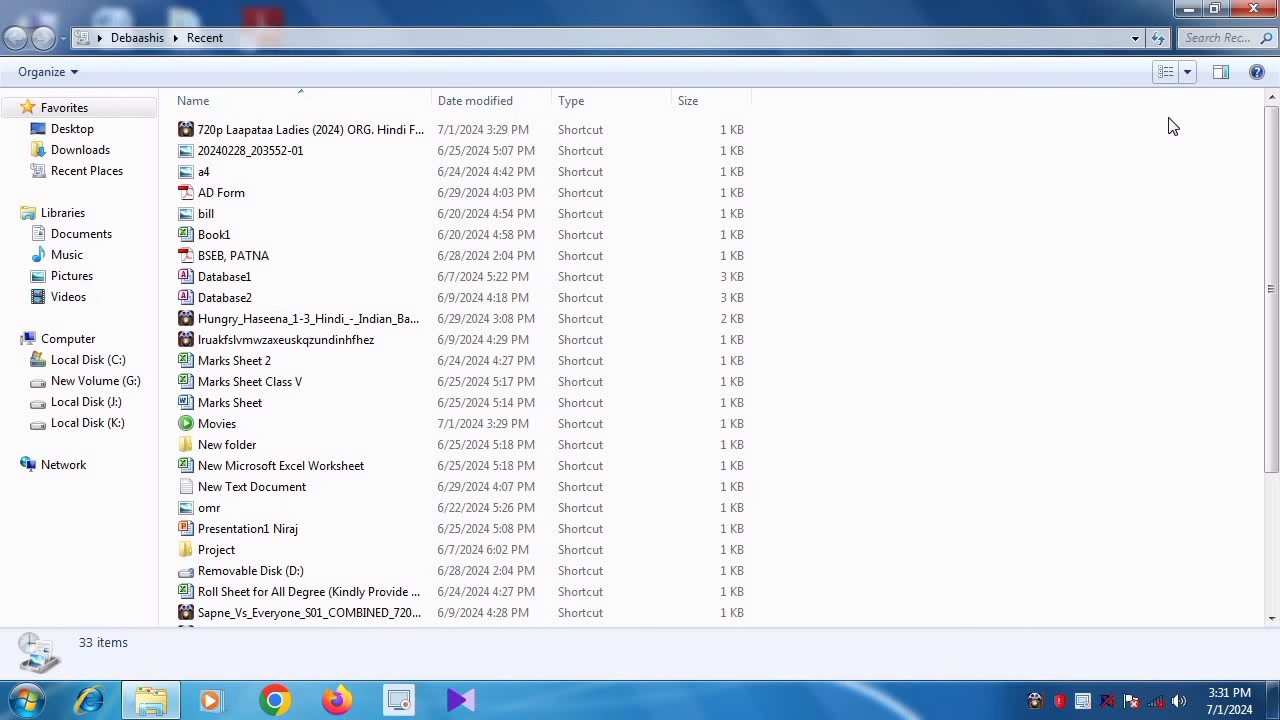 Debaashis Recent
Search Rec...
Organize
Favorites
Desktop
Downloads
Recent Places
Libraries
Documents
Music
Pictures
Videos
Computer
Local Disk (C:)
New Volume (G:)
Local Disk (J:)
Local Disk (K:)
Network
Name Date modified Type Size
720p Laapataa Ladies (2024) ORG. Hindi F... 7/1/2024 3:29 PM Shortcut 1 KB
20240228_203552-01 6/25/2024 5:07 PM Shortcut 1 KB
a4 6/24/2024 4:42 PM Shortcut 1 KB
AD Form 6/29/2024 4:03 PM Shortcut 1 KB
bill 6/20/2024 4:54 PM Shortcut 1 KB
Book1 6/20/2024 4:58 PM Shortcut 1 KB
BSEB, PATNA 6/28/2024 2:04 PM Shortcut 1 KB
Database1 6/7/2024 5:22 PM Shortcut 3 KB
Database2 6/9/2024 4:18 PM Shortcut 3 KB
Hungry_Haseena_1-3_Hindi_-_Indian_Ba... 6/29/2024 3:08 PM Shortcut 2 KB
Iruakfslvmwzaxeuskqzundinhfhez 6/9/2024 4:29 PM Shortcut 1 KB
Marks Sheet 2 6/24/2024 4:27 PM Shortcut 1 KB
Marks Sheet Class V 6/25/2024 5:17 PM Shortcut 1 KB
Marks Sheet 6/25/2024 5:14 PM Shortcut 1 KB
Movies 7/1/2024 3:29 PM Shortcut 1 KB
New folder 6/25/2024 5:18 PM Shortcut 1 KB
New Microsoft Excel Worksheet 6/25/2024 5:18 PM Shortcut 1 KB
New Text Document 6/29/2024 4:07 PM Shortcut 1 KB
omr 6/22/2024 5:26 PM Shortcut 1 KB
Presentation1 Niraj 6/25/2024 5:08 PM Shortcut 1 KB
Project 6/7/2024 6:02 PM Shortcut 1 KB
Removable Disk (D:) 6/28/2024 2:04 PM Shortcut 1 KB
Roll Sheet for All Degree (Kindly Provide ... 6/24/2024 4:27 PM Shortcut 1 KB
Sapne_Vs_Everyone_S01_COMBINED_720... 6/9/2024 4:28 PM Shortcut 1 KB
33 items
3:31 PM
7/1/2024